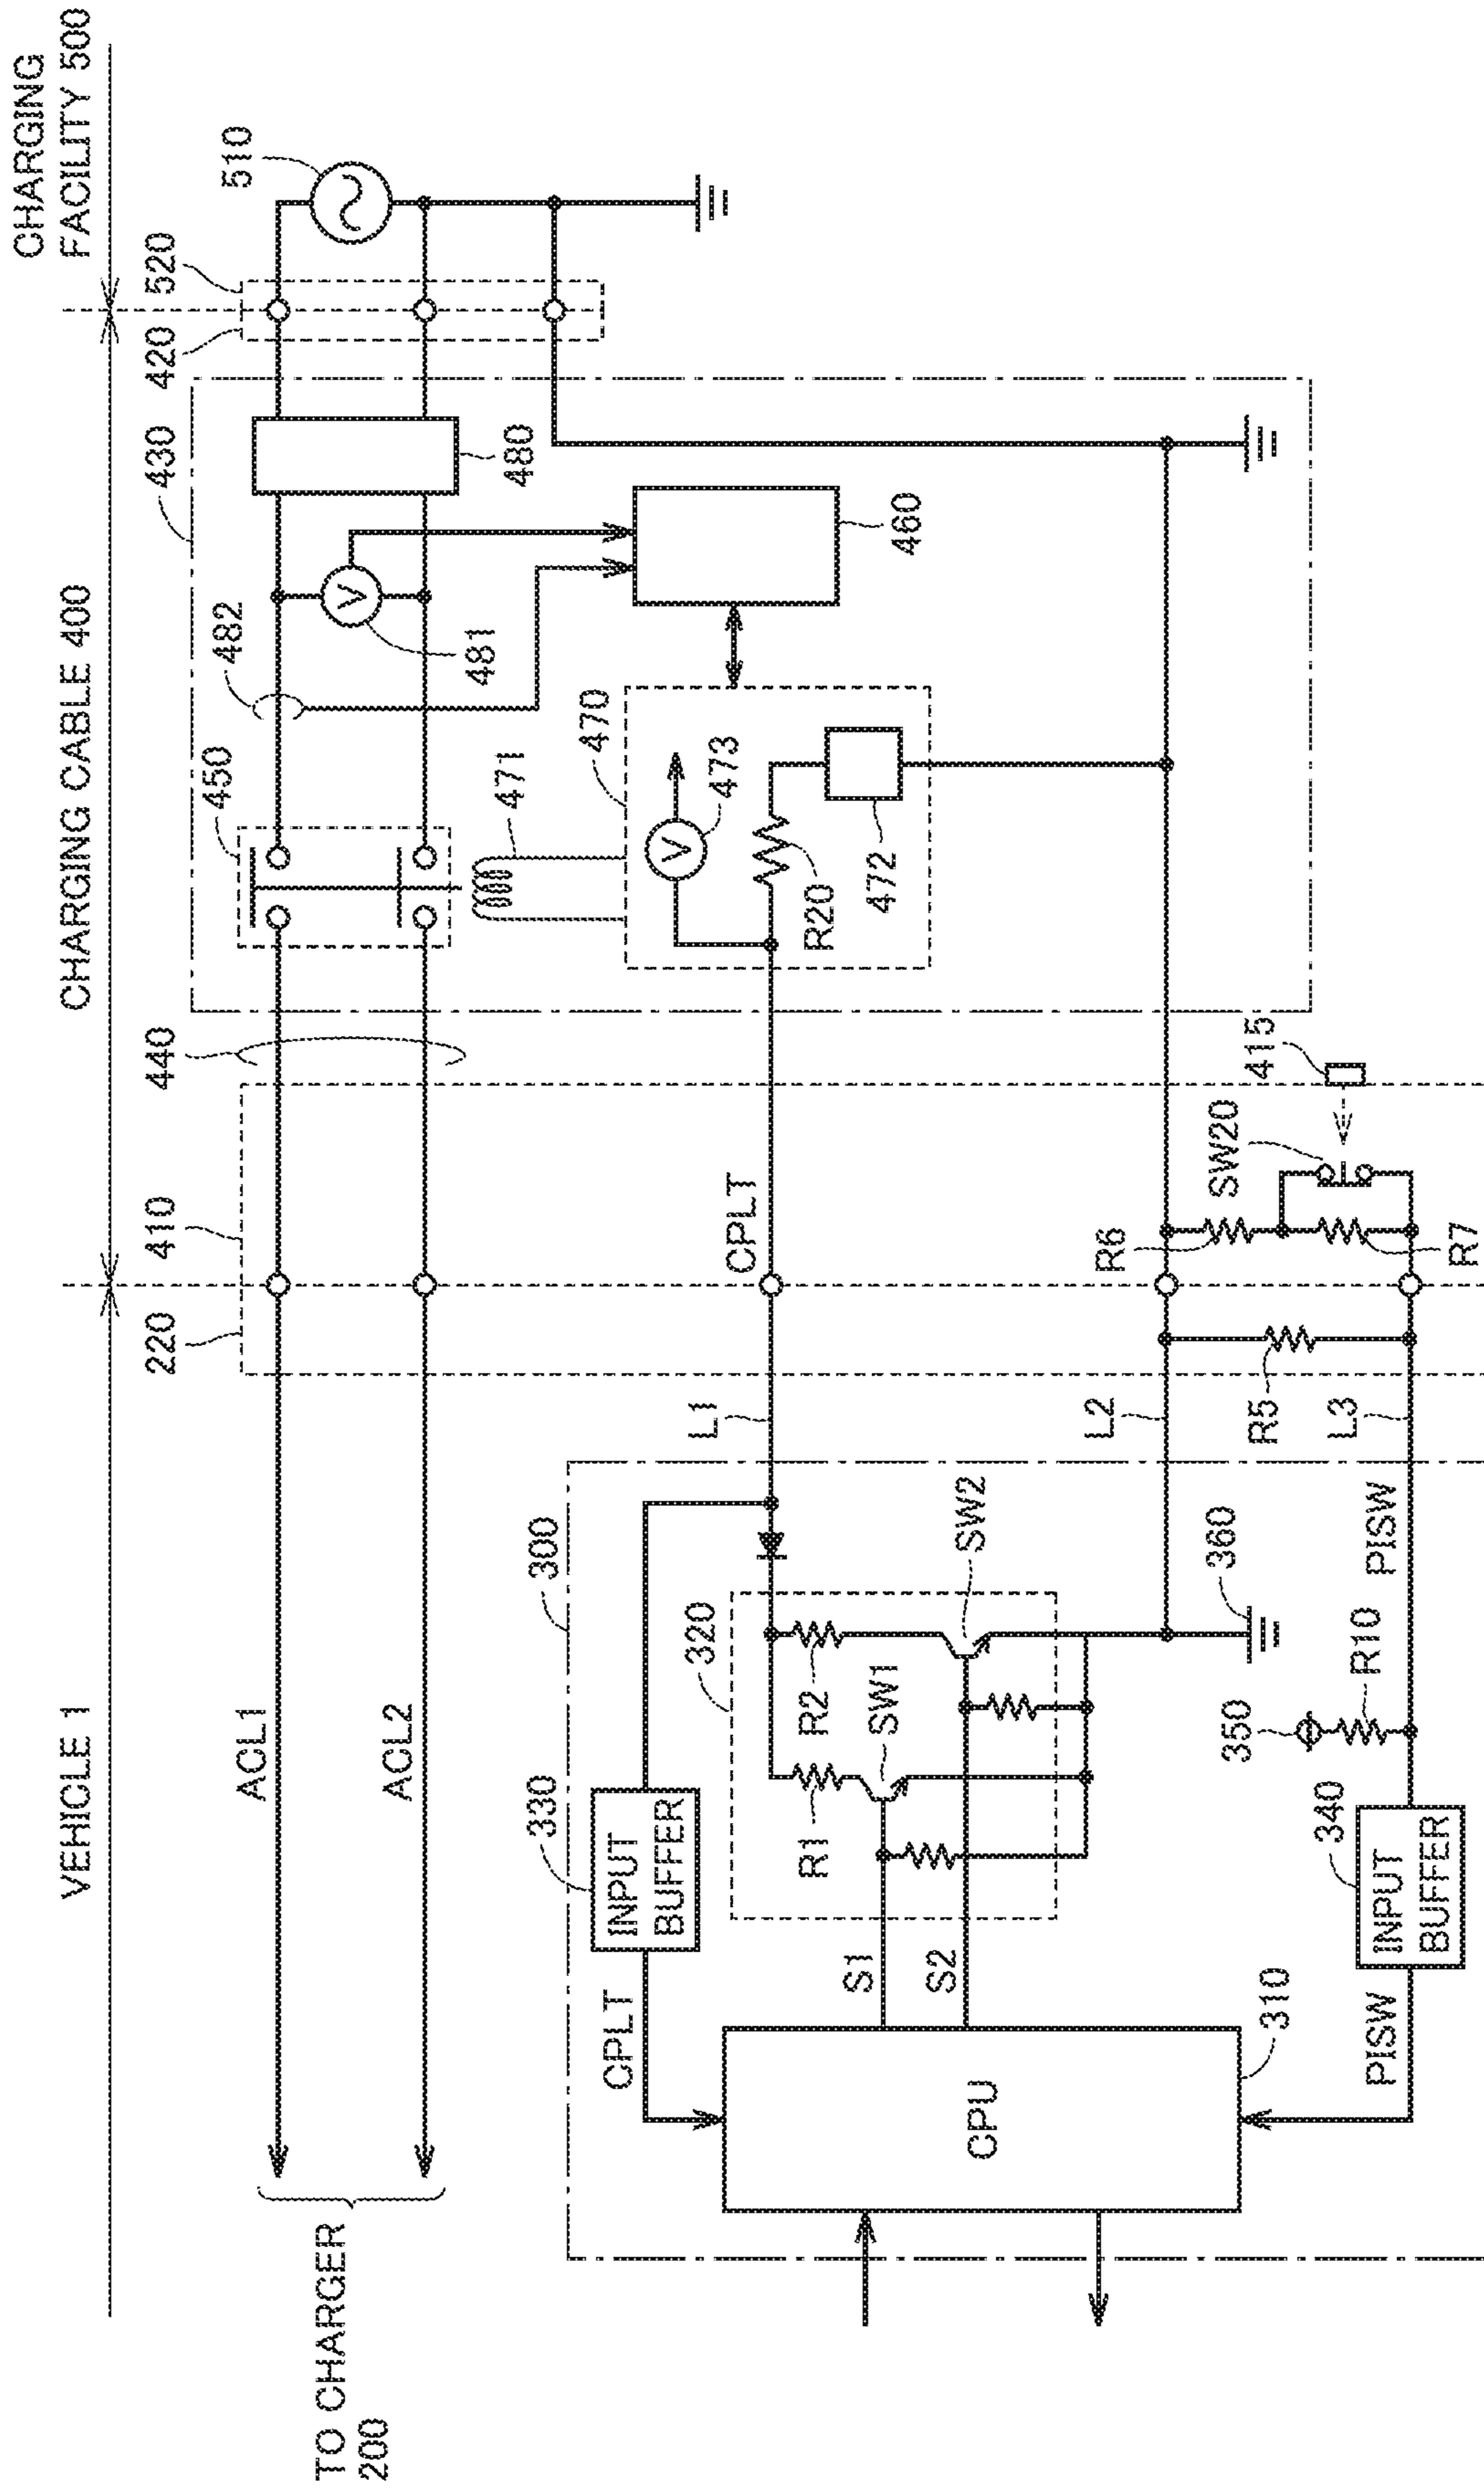 VEHICLE 1
CHARGING CABLE 400
CHARGING
FACILITY 500
220
410
440
430
420
520
510
ACL1
450
482
480
ACL2
481
TO CHARGER
200
471
330
300
470
INPUT
BUFFER
CPLT
320
L1
CPLT
473
R20
472
460
R1
R2
SW1
SW2
S1
S2
CPU
310
L2
R6
SW20
415
350
360
R10
R5
340
INPUT
BUFFER
L3
PISW
PISW
R7